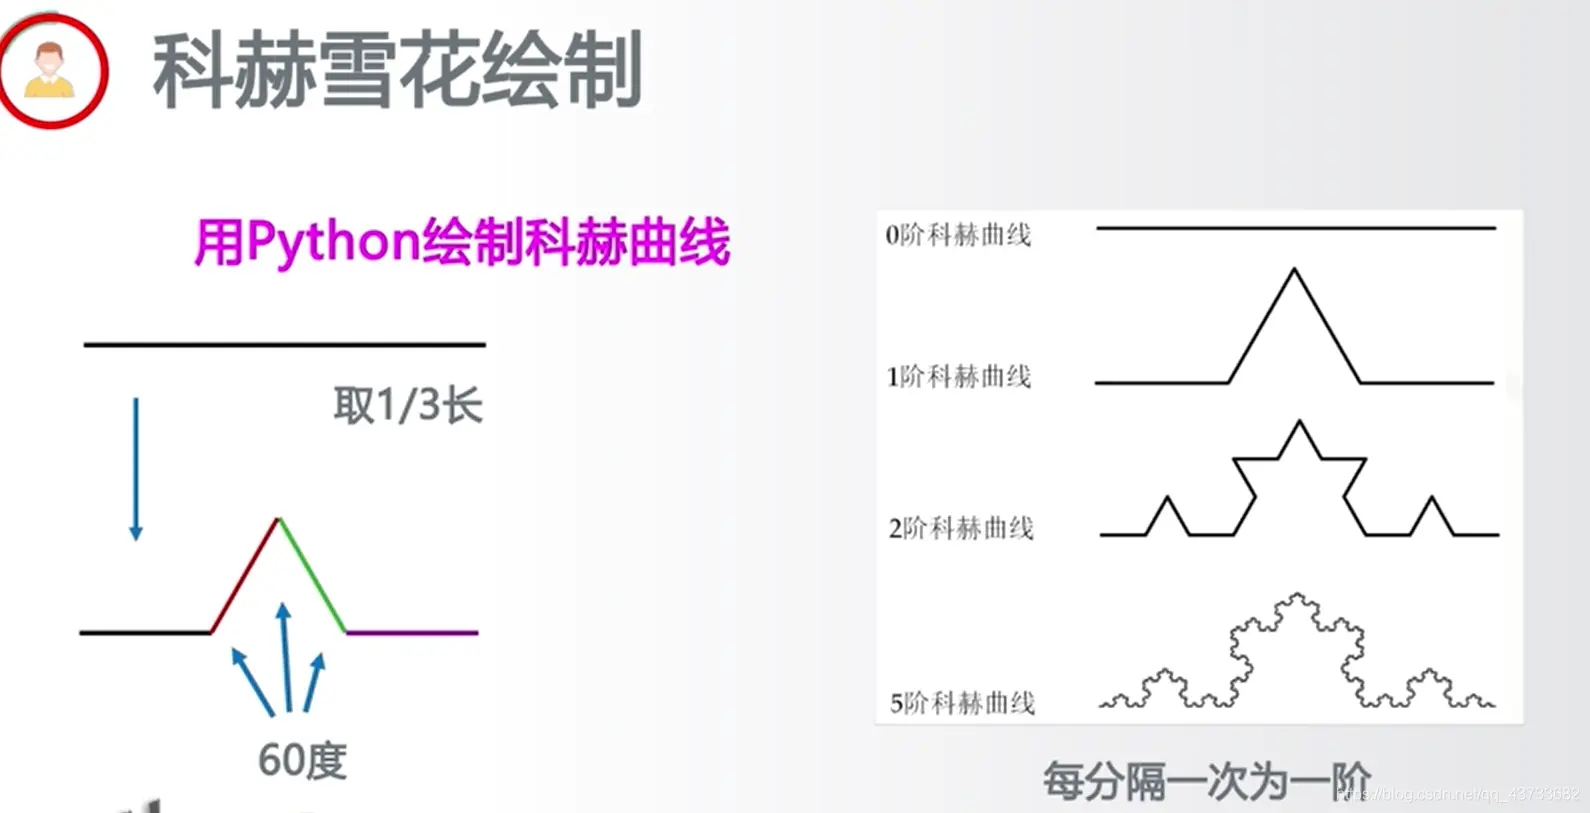 科赫雪花绘制
用Python绘制科赫曲线
取1/3长
60度
0阶科赫曲线
1阶科赫曲线
2阶科赫曲线
5阶科赫曲线
每分隔一次为一阶
https://blog.csdn.net/qq_43733682